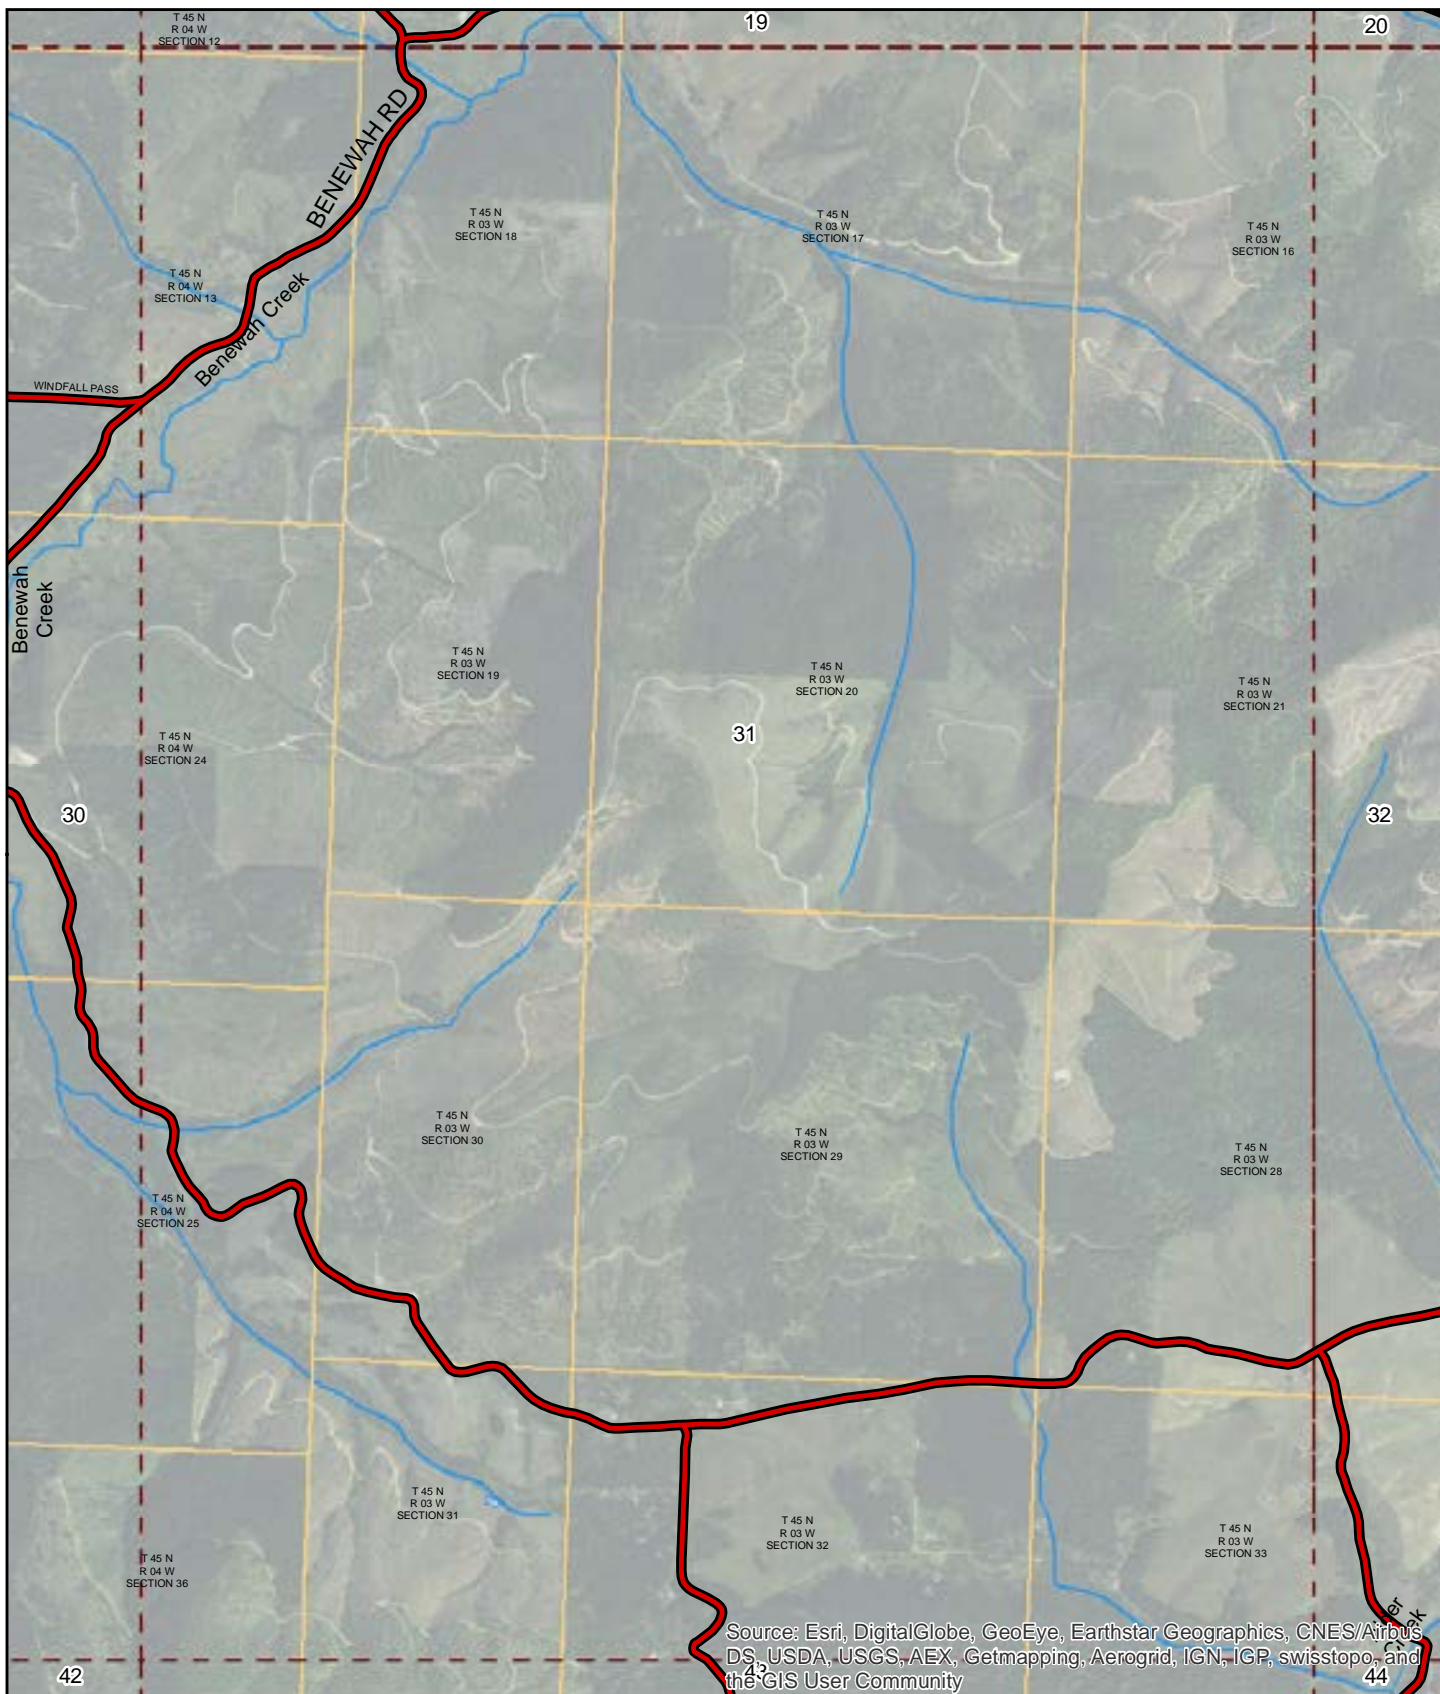 T 45 N
R 04 W
SECTION 12
19
20
BENEWAH RD
T 45 N
R 03 W
SECTION 18
T 45 N
R 03 W
SECTION 17
T 45 N
R 03 W
SECTION 16
T 45 N
R 04 W
SECTION 13
Benewah Creek
WINDFALL PASS
Benewah
Creek
T 45 N
R 03 W
SECTION 19
T 45 N
R 03 W
SECTION 20
T 45 N
R 03 W
SECTION 21
T 45 N
R 04 W
SECTION 24
31
30
32
T 45 N
R 03 W
SECTION 30
T 45 N
R 03 W
SECTION 29
T 45 N
R 03 W
SECTION 28
T 45 N
R 04 W
SECTION 25
T 45 N
R 03 W
SECTION 31
T 45 N
R 03 W
SECTION 32
T 45 N
R 03 W
SECTION 33
T 45 N
R 04 W
SECTION 36
Creek
42
43
44
Source: Esri, DigitalGlobe, GeoEye, Earthstar Geographics, CNES/Airbus
DS, USDA, USGS, AEX, Getmapping, Aerogrid, IGN, IGP, swisstopo, and
the GIS User Community